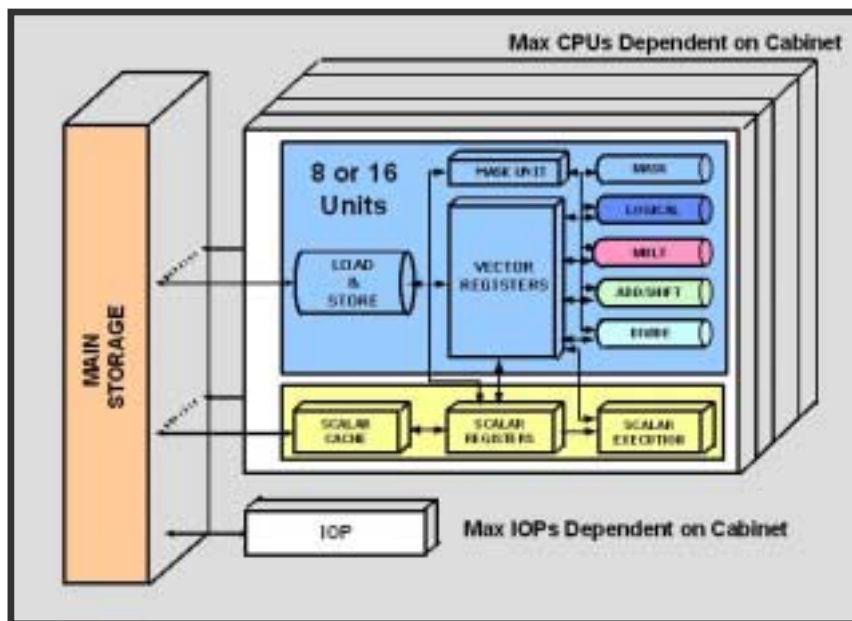 Max CPUs Dependent on Cabinet
8 or 16
Units
MASK UNIT
MASK
LOGICAL
MULT
ADD/SHIFT
DIVIDE
LOAD
&
STORE
VECTOR
REGISTERS
MAIN
STORAGE
SCALAR
CACHE
SCALAR
REGISTERS
SCALAR
EXECUTION
IOP
Max IOPs Dependent on Cabinet